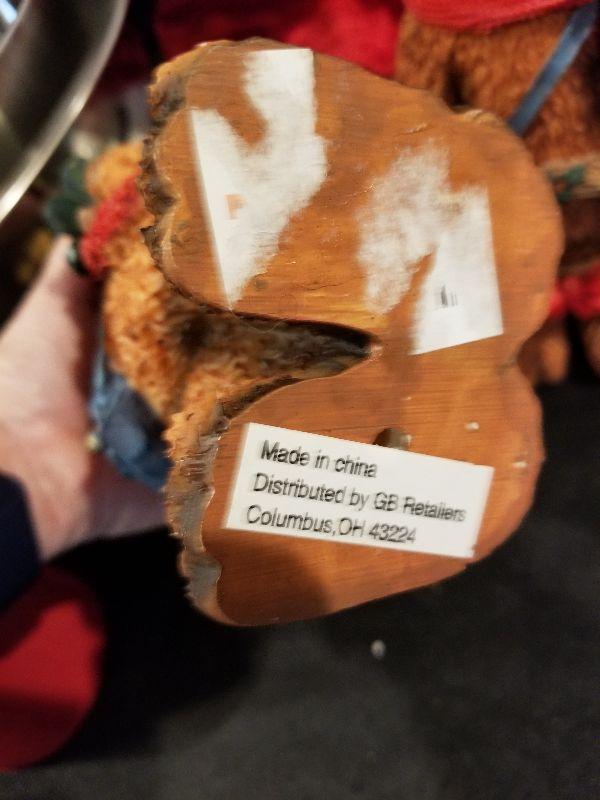 Made in china
Distributed by GB Retailers
Columbus,OH 43224